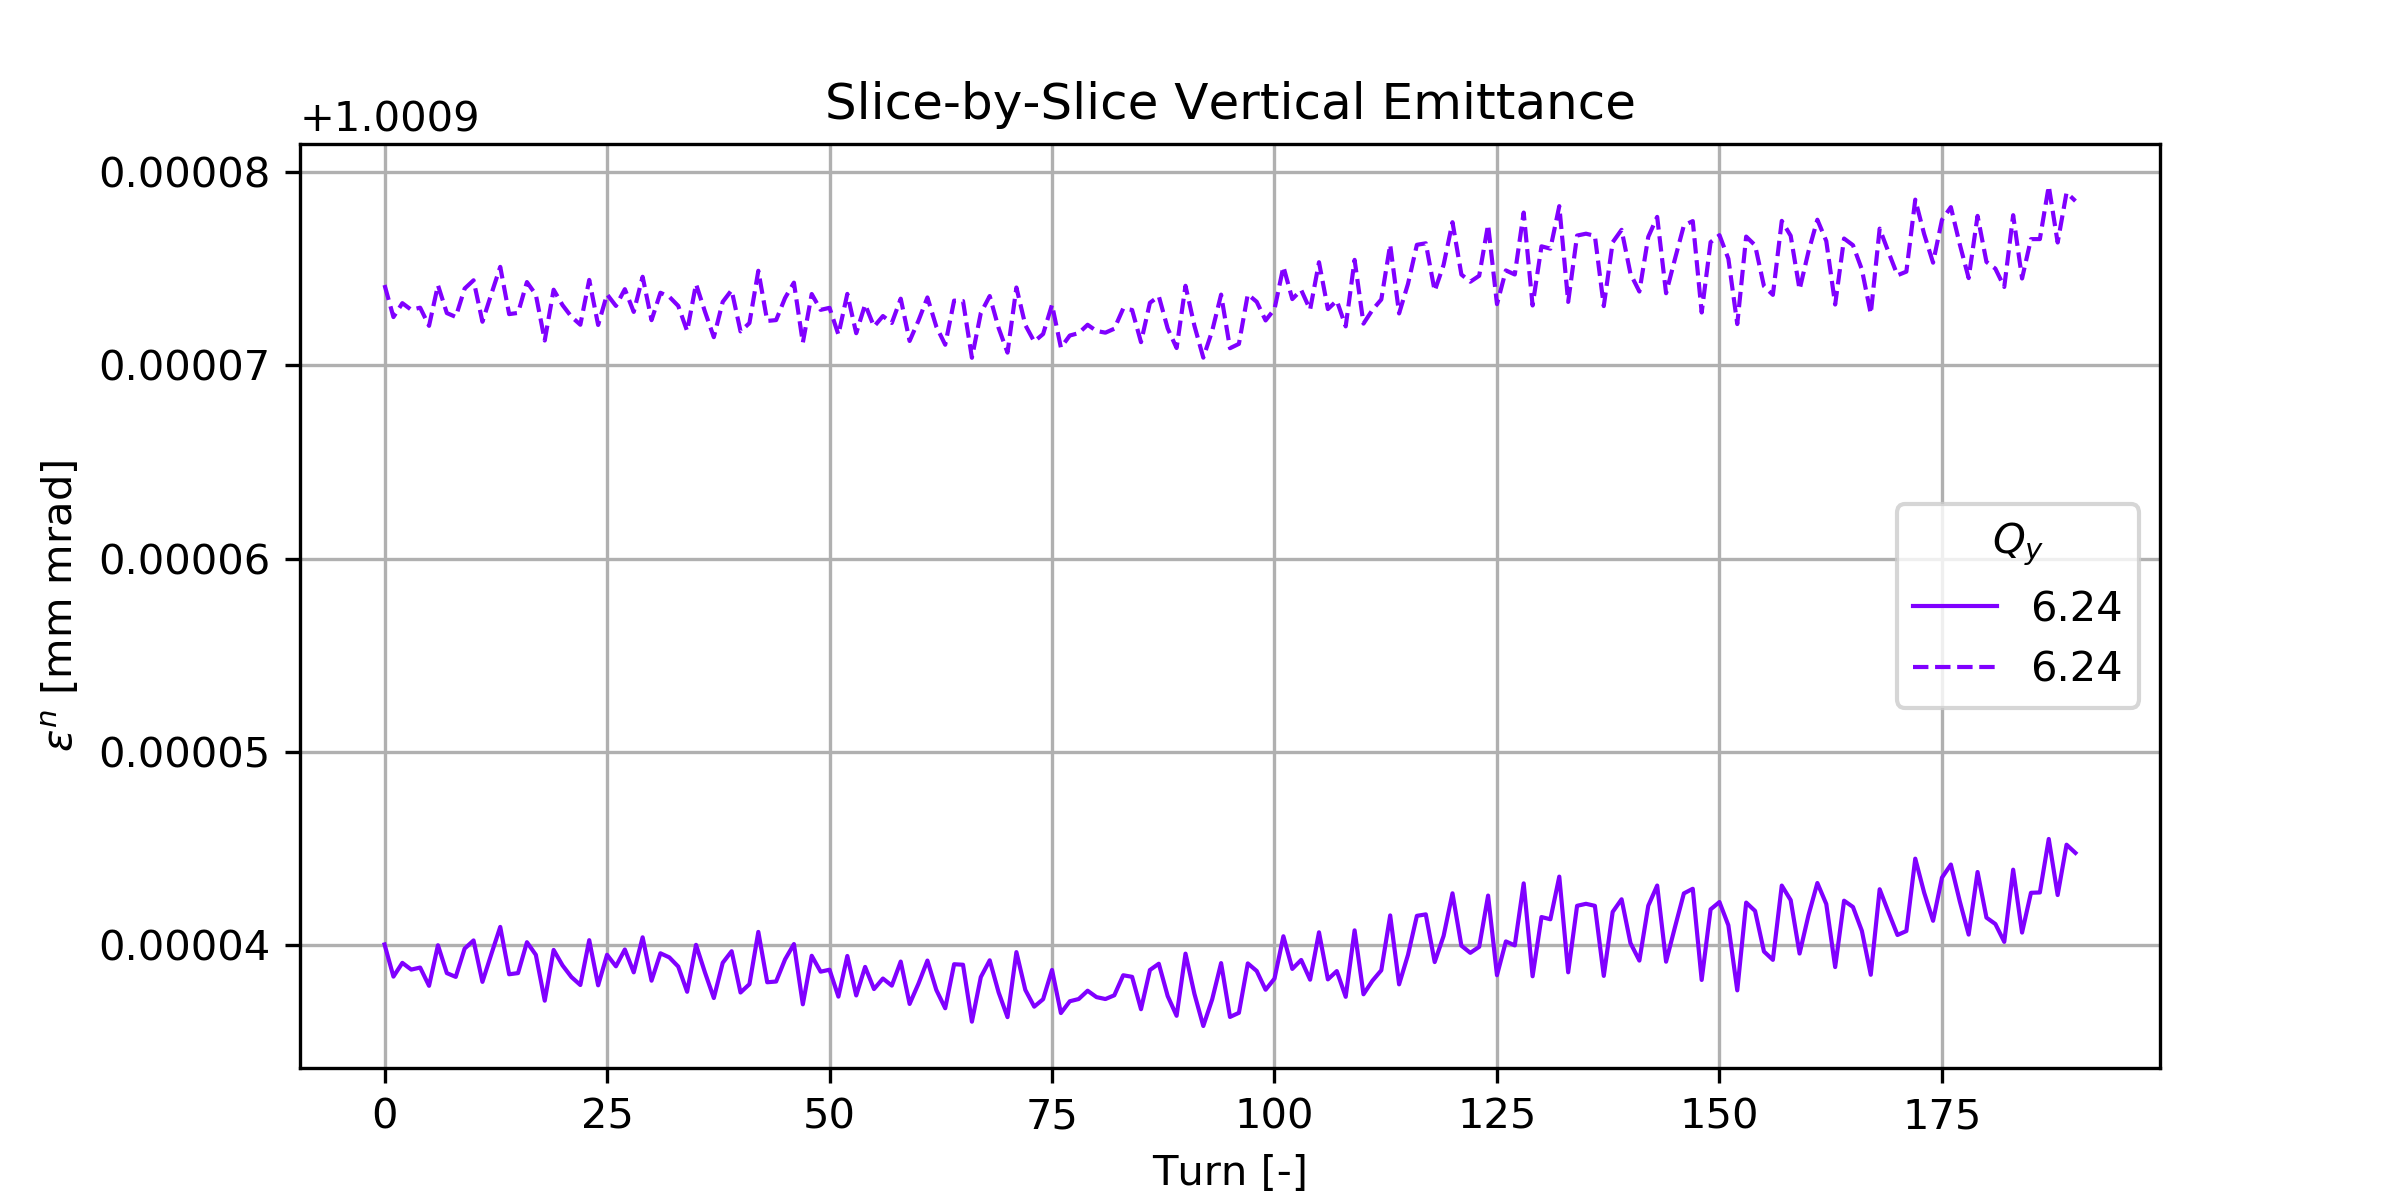 Slice-by-Slice Vertical Emittance
+1.0009
0.00008
0.00007
0.00006
0.00005
0.00004
εⁿ [mm mrad]
Q_y
6.24
6.24
0 25 50 75 100 125 150 175
Turn [-]